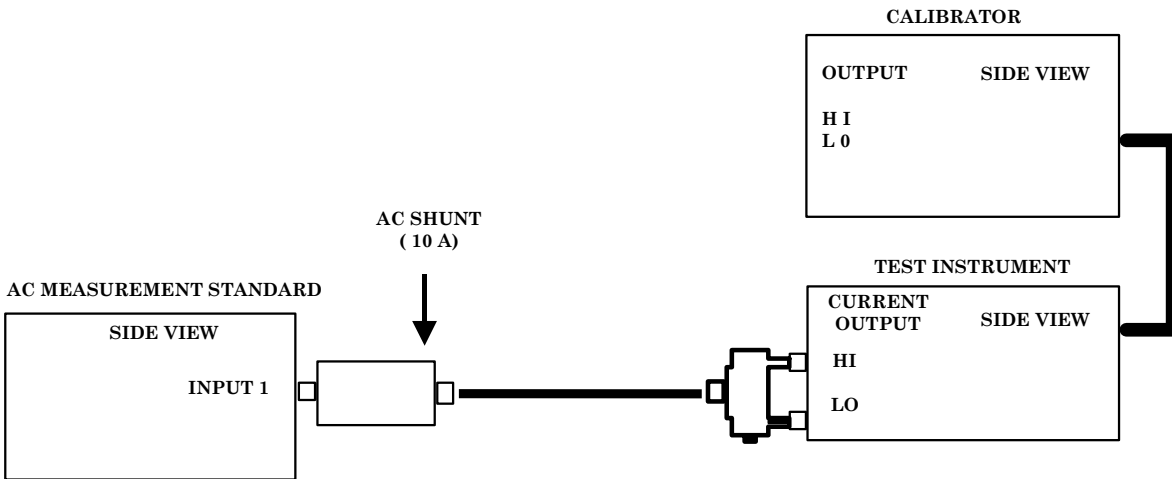 CALIBRATOR
OUTPUT SIDE VIEW
H I
L 0
AC SHUNT
( 10 A)
TEST INSTRUMENT
AC MEASUREMENT STANDARD
CURRENT
OUTPUT
SIDE VIEW
SIDE VIEW
HI
INPUT 1
LO